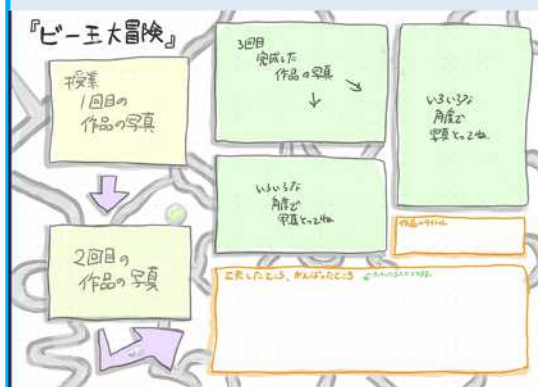 『ビー玉大冒険』
授業
1回目の
作品の写真
2回目の
作品の写真
3回目
完成した
作品の写真
いろいろな
角度で
写真とってね
いろいろな
角度で
写真とってね
作品のタイトル
工夫したところ、がんばったところ